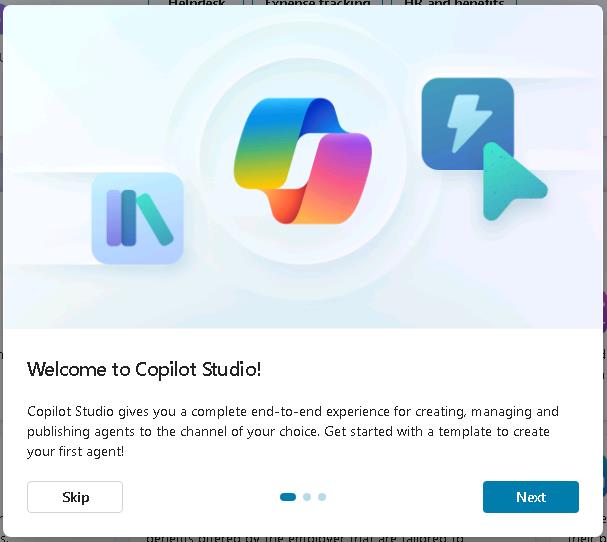 Helpdesk
Expense tracking
HR and benefits
Welcome to Copilot Studio!
Copilot Studio gives you a complete end-to-end experience for creating, managing and
publishing agents to the channel of your choice. Get started with a template to create
your first agent!
Skip
Next
benefits offered by the employer that are tailored to